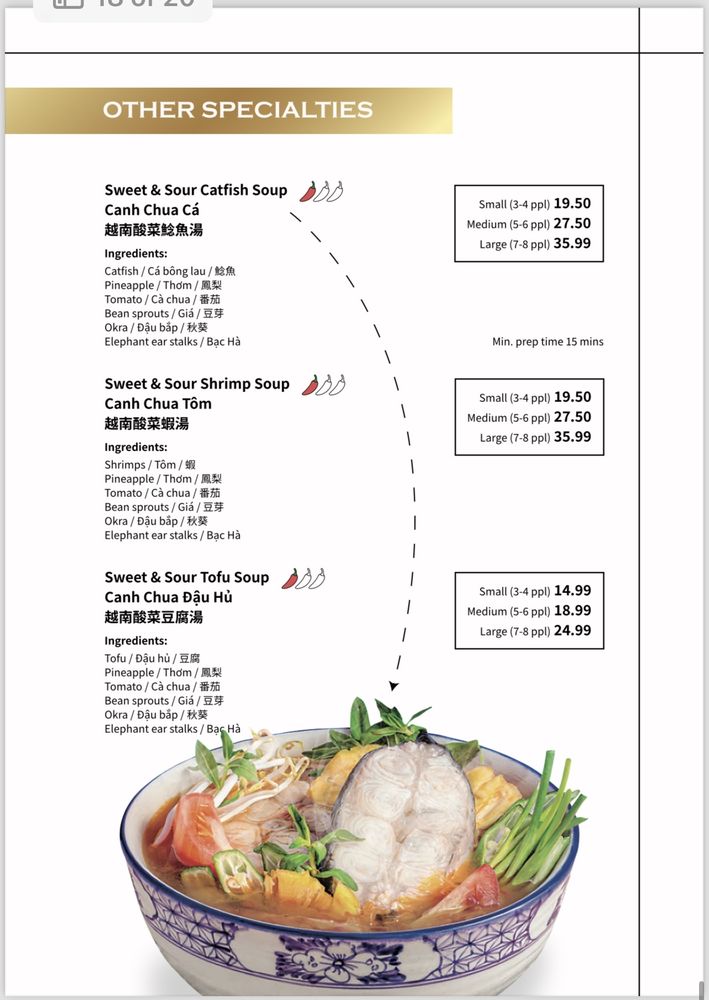 OTHER SPECIALTIES
Sweet & Sour Catfish Soup
Canh Chua Cá
越南酸菜鯰魚湯
Ingredients:
Catfish / Cá bông lau / 鯰魚
Pineapple / Thơm / 鳳梨
Tomato / Cà chua / 番茄
Bean sprouts / Giá / 豆芽
Okra / Đậu bắp / 秋葵
Elephant ear stalks / Bạc Hà
Small (3-4 ppl) 19.50
Medium (5-6 ppl) 27.50
Large (7-8 ppl) 35.99
Min. prep time 15 mins
Sweet & Sour Shrimp Soup
Canh Chua Tôm
越南酸菜蝦湯
Ingredients:
Shrimps / Tôm / 蝦
Pineapple / Thơm / 鳳梨
Tomato / Cà chua / 番茄
Bean sprouts / Giá / 豆芽
Okra / Đậu bắp / 秋葵
Elephant ear stalks / Bạc Hà
Small (3-4 ppl) 19.50
Medium (5-6 ppl) 27.50
Large (7-8 ppl) 35.99
Sweet & Sour Tofu Soup
Canh Chua Đậu Hủ
越南酸菜豆腐湯
Ingredients:
Tofu / Đậu hủ / 豆腐
Pineapple / Thơm / 鳳梨
Tomato / Cà chua / 番茄
Bean sprouts / Giá / 豆芽
Okra / Đậu bắp / 秋葵
Elephant ear stalks / Bạc Hà
Small (3-4 ppl) 14.99
Medium (5-6 ppl) 18.99
Large (7-8 ppl) 24.99